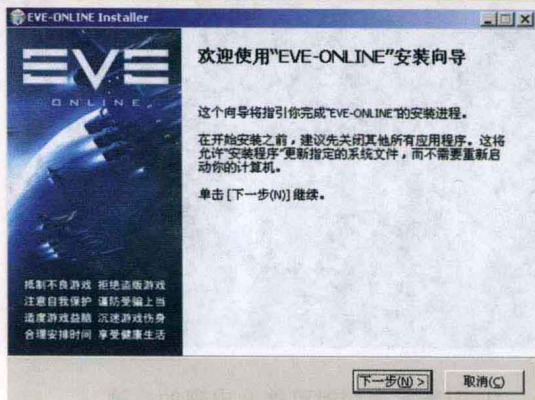 EVE-ONLINE Installer
EVE
ONLINE
欢迎使用“EVE-ONLINE”安装向导
这个向导将指引你完成“EVE-ONLINE”的安装进程。
在开始安装之前，建议先关闭其他所有应用程序。这将
允许“安装程序”更新指定的系统文件，而不需要重新启
动你的计算机。
单击 [下一步(N)] 继续。
抵制不良游戏 拒绝盗版游戏
注意自我保护 谨防受骗上当
适度游戏益脑 沉迷游戏伤身
合理安排时间 享受健康生活
下一步(N) >
取消(C)